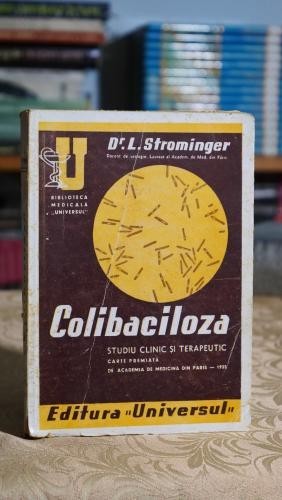 U
Dr. L. Strominger
Docent de urologie, Laureat al Academ. de Med. din Paris
BIBLIOTECA
MEDICALĂ
„UNIVERSUL"
Colibaciloza
STUDIU CLINIC ȘI TERAPEUTIC
CARTE PREMIATĂ
DE ACADEMIA DE MEDICINĂ DIN PARIS — 1935
Editura "Universul"